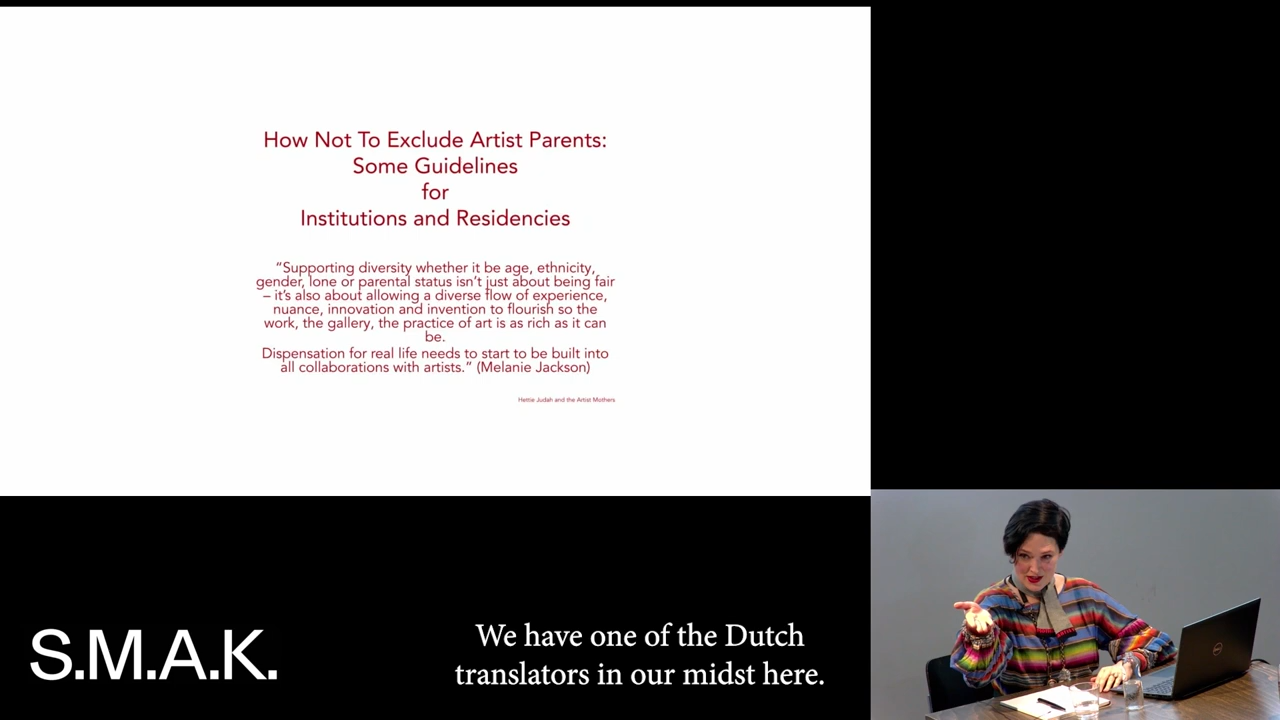 How Not To Exclude Artist Parents:
Some Guidelines
for
Institutions and Residencies
“Supporting diversity whether it be age, ethnicity,
gender, lone or parental status isn’t just about being fair
– it’s also about allowing a diverse flow of experience,
nuance, innovation and invention to flourish so the
work, the gallery, the practice of art is as rich as it can
be.
Dispensation for real life needs to start to be built into
all collaborations with artists.” (Melanie Jackson)
Hettie Judah and the Artist Mothers
S.M.A.K.
We have one of the Dutch
translators in our midst here.